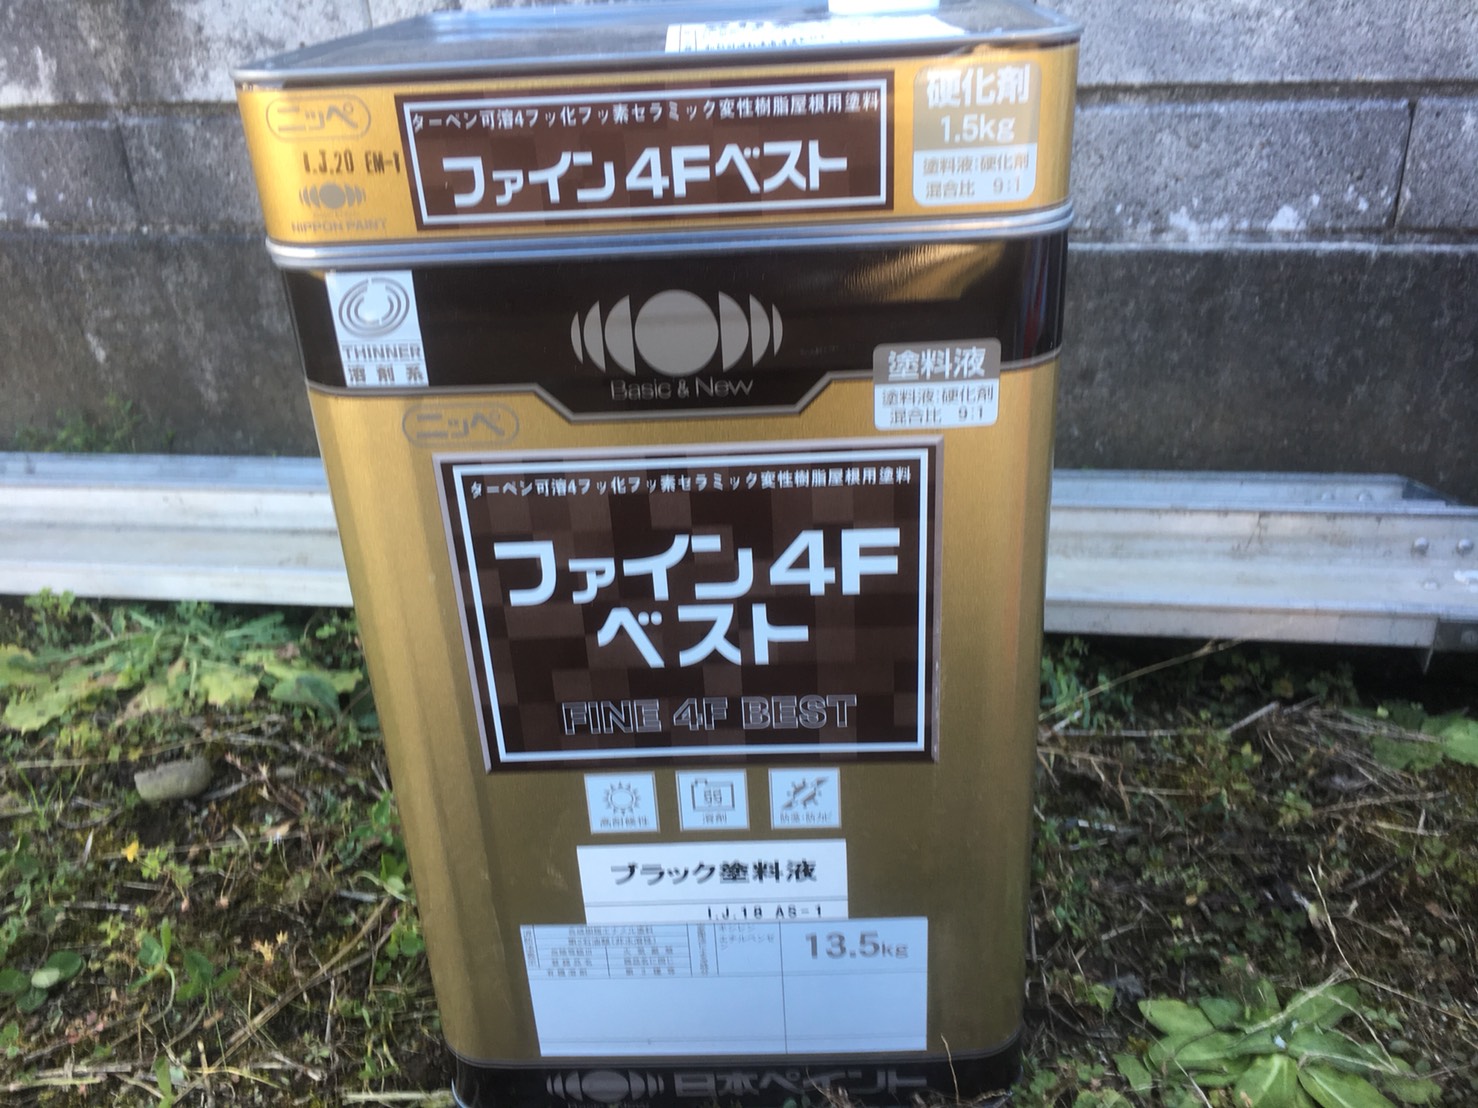 ニッペ
I.J.20 EM-1
NIPPON PAINT
ターペン可溶4フッ化フッ素セラミック変性樹脂屋根用塗料
ファイン4Fベスト
硬化剤
1.5kg
塗料液:硬化剤
混合比 9:1
THINNER
溶剤系
Basic & New
塗料液
塗料液:硬化剤
混合比 9:1
ニッペ
ターペン可溶4フッ化フッ素セラミック変性樹脂屋根用塗料
ファイン4F
ベスト
FINE 4F BEST
高耐候性
溶剤
防藻・防カビ
ブラック塗料液
I.J.18 AS-1
13.5kg
日本ペイント